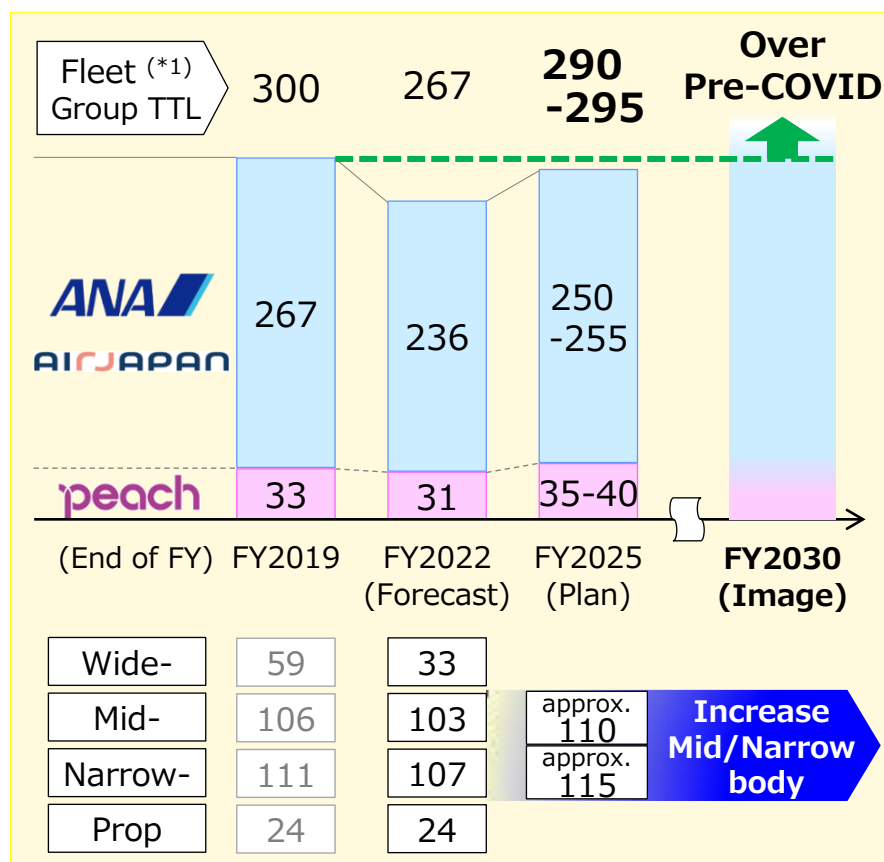 Fleet (*1)
Group TTL
300
267
290
-295
Over
Pre-COVID
ANA
AIRJAPAN
267
236
250
-255
peach
33
31
35-40
(End of FY)
FY2019
FY2022
(Forecast)
FY2025
(Plan)
FY2030
(Image)
Wide-
59
33
Mid-
106
103
approx.
110
Narrow-
111
107
approx.
115
Increase
Mid/Narrow
body
Prop
24
24